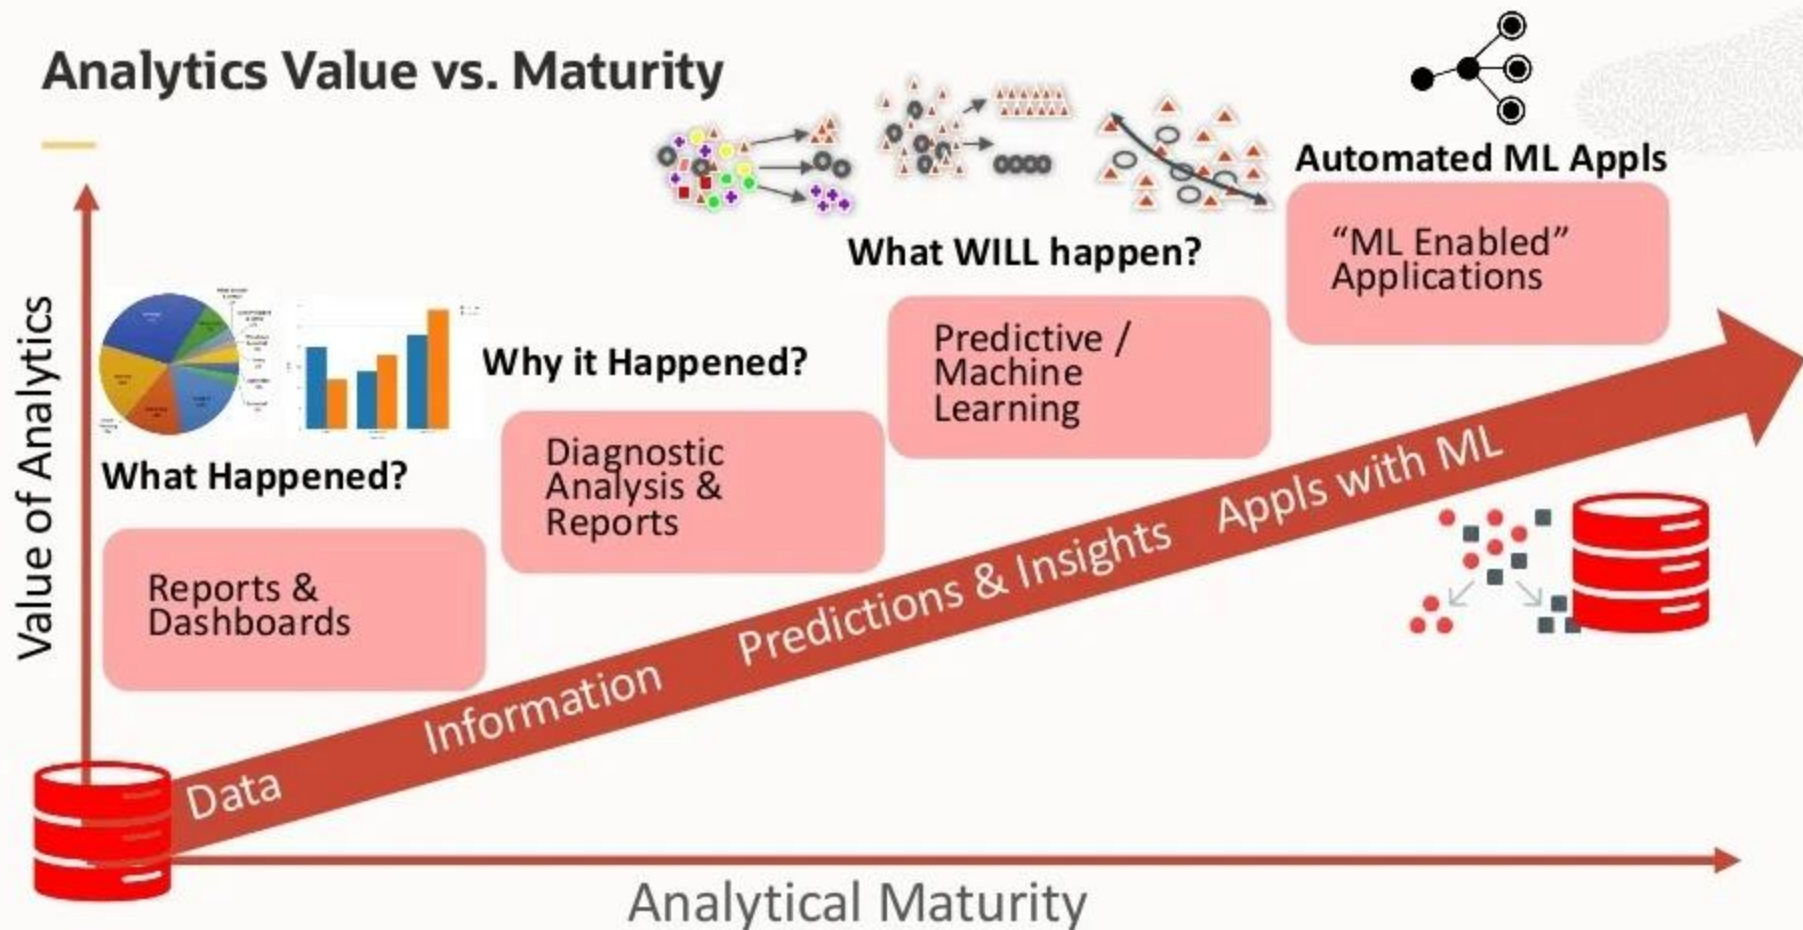 Analytics Value vs. Maturity
Automated ML Appls
“ML Enabled”
Applications
What WILL happen?
Predictive /
Machine
Learning
Why it Happened?
Diagnostic
Analysis &
Reports
What Happened?
Reports &
Dashboards
Value of Analytics
Data
Information
Predictions & Insights
Appls with ML
Analytical Maturity